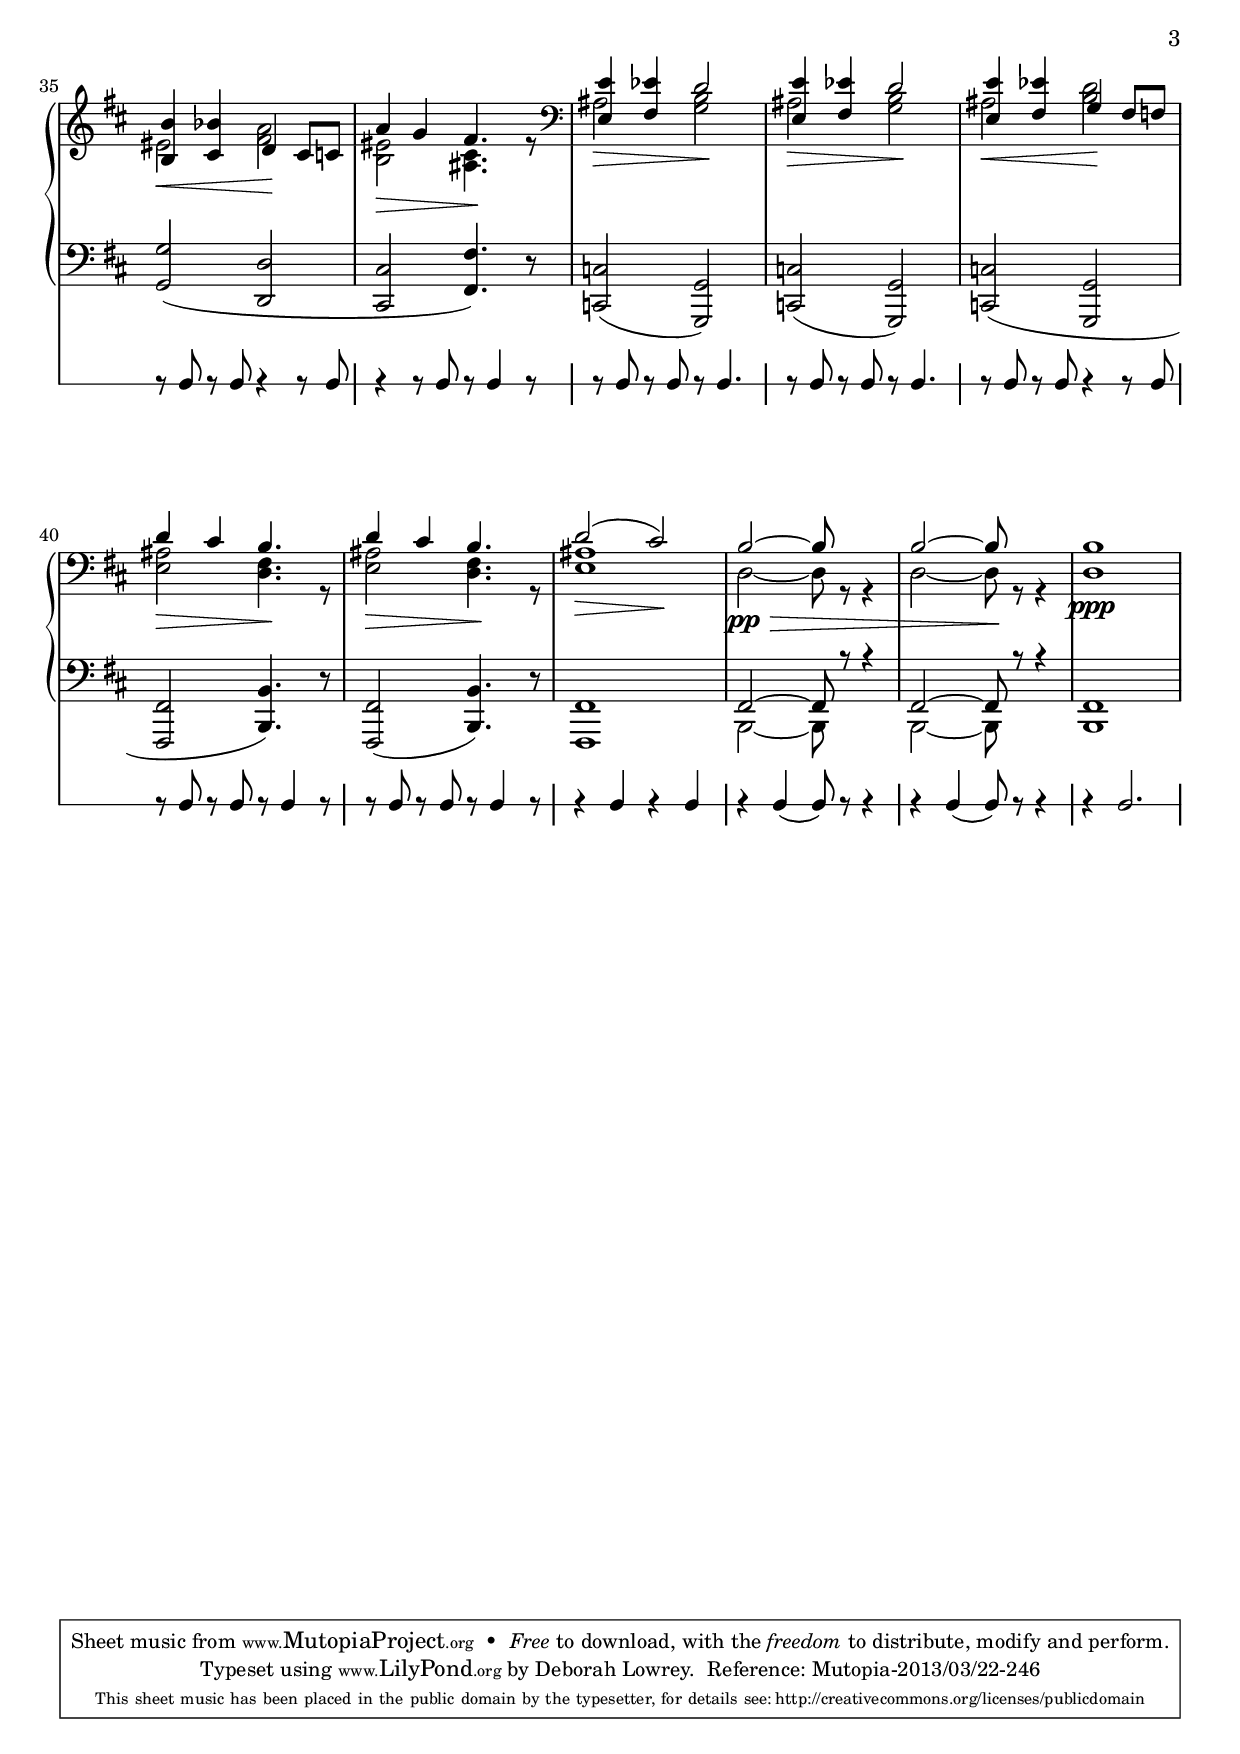 3
35
40
pp
ppp
Sheet music from www.MutopiaProject.org • Free to download, with the freedom to distribute, modify and perform.
Typeset using www.LilyPond.org by Deborah Lowrey. Reference: Mutopia-2013/03/22-246
This sheet music has been placed in the public domain by the typesetter, for details see: http://creativecommons.org/licenses/publicdomain